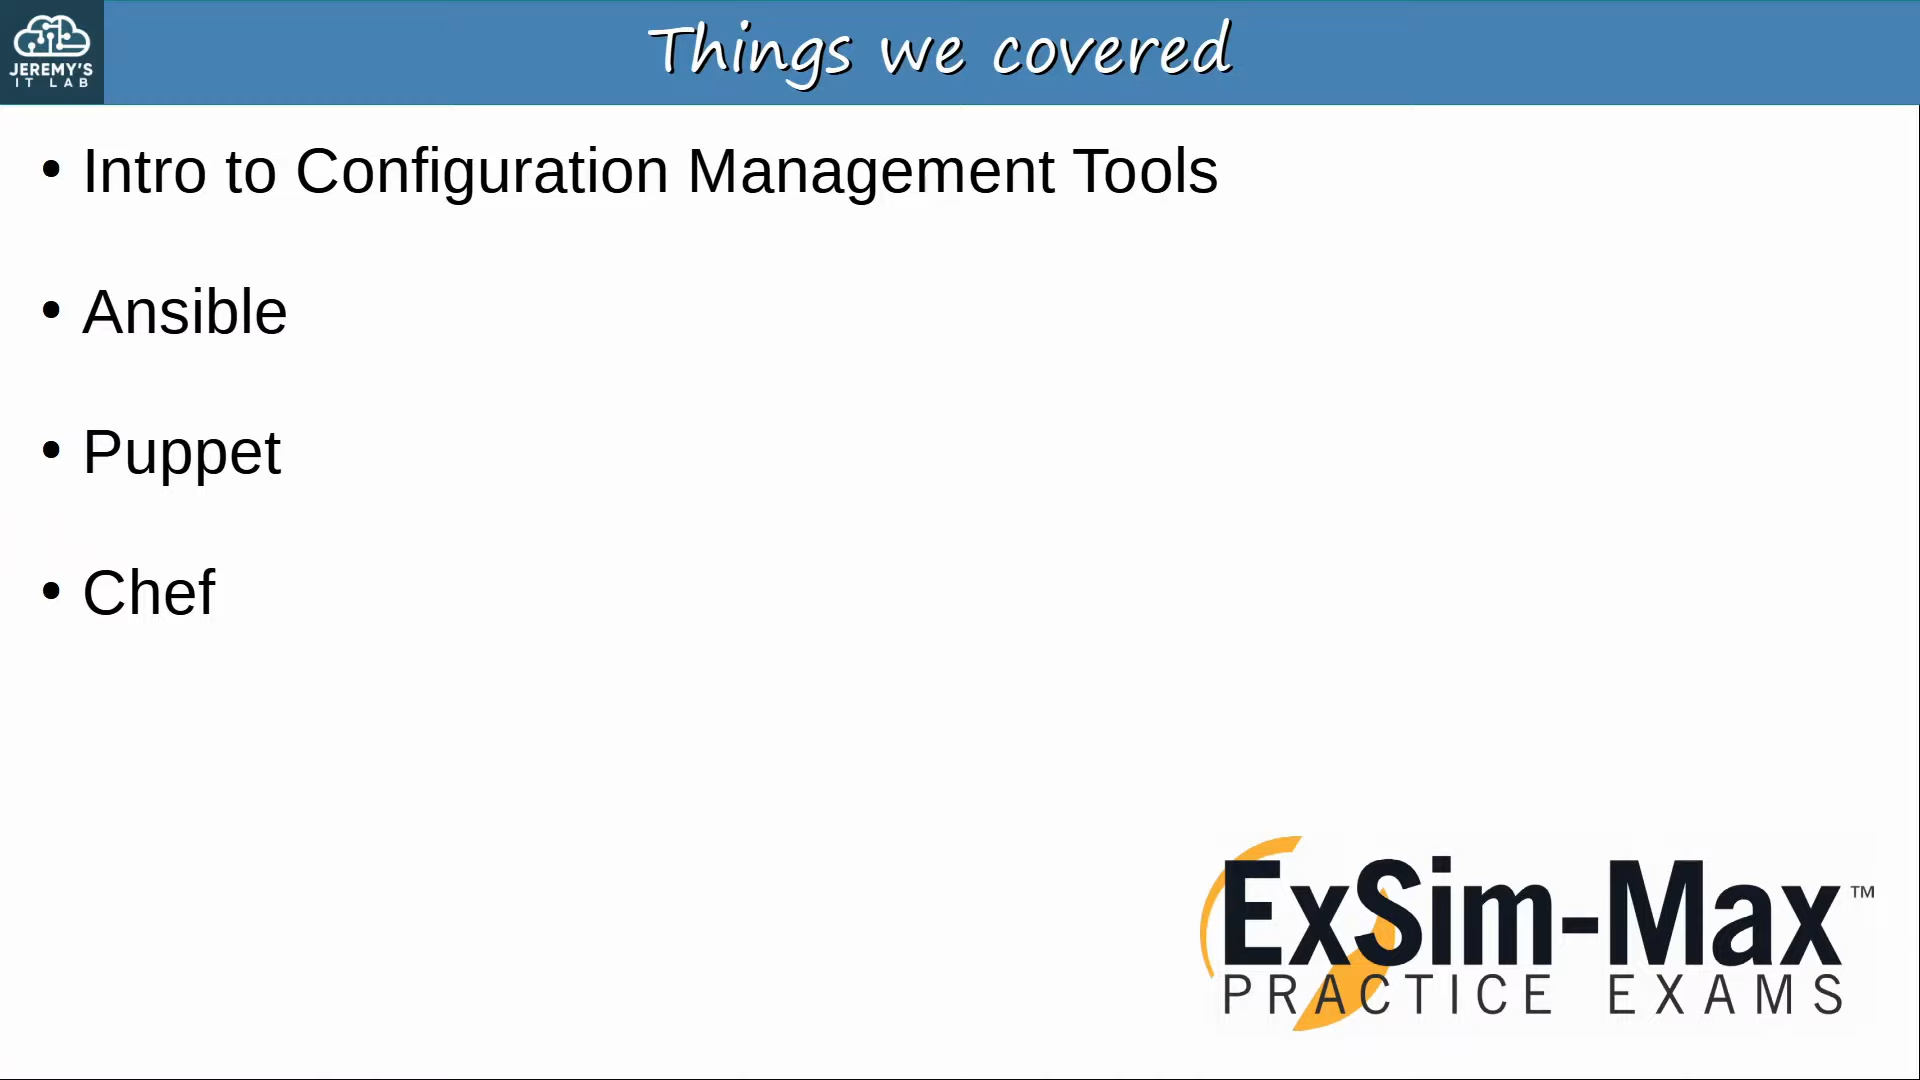 JEREMY'S
IT LAB
Things we covered
• Intro to Configuration Management Tools
• Ansible
• Puppet
• Chef
ExSim-Max™
PRACTICE EXAMS